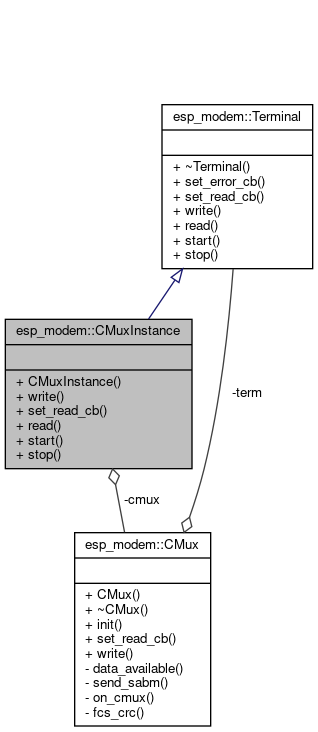 esp_modem::Terminal
+ ~Terminal()
+ set_error_cb()
+ set_read_cb()
+ write()
+ read()
+ start()
+ stop()
esp_modem::CMuxInstance
+ CMuxInstance()
+ write()
+ set_read_cb()
+ read()
+ start()
+ stop()
-term
-cmux
esp_modem::CMux
+ CMux()
+ ~CMux()
+ init()
+ set_read_cb()
+ write()
- data_available()
- send_sabm()
- on_cmux()
- fcs_crc()